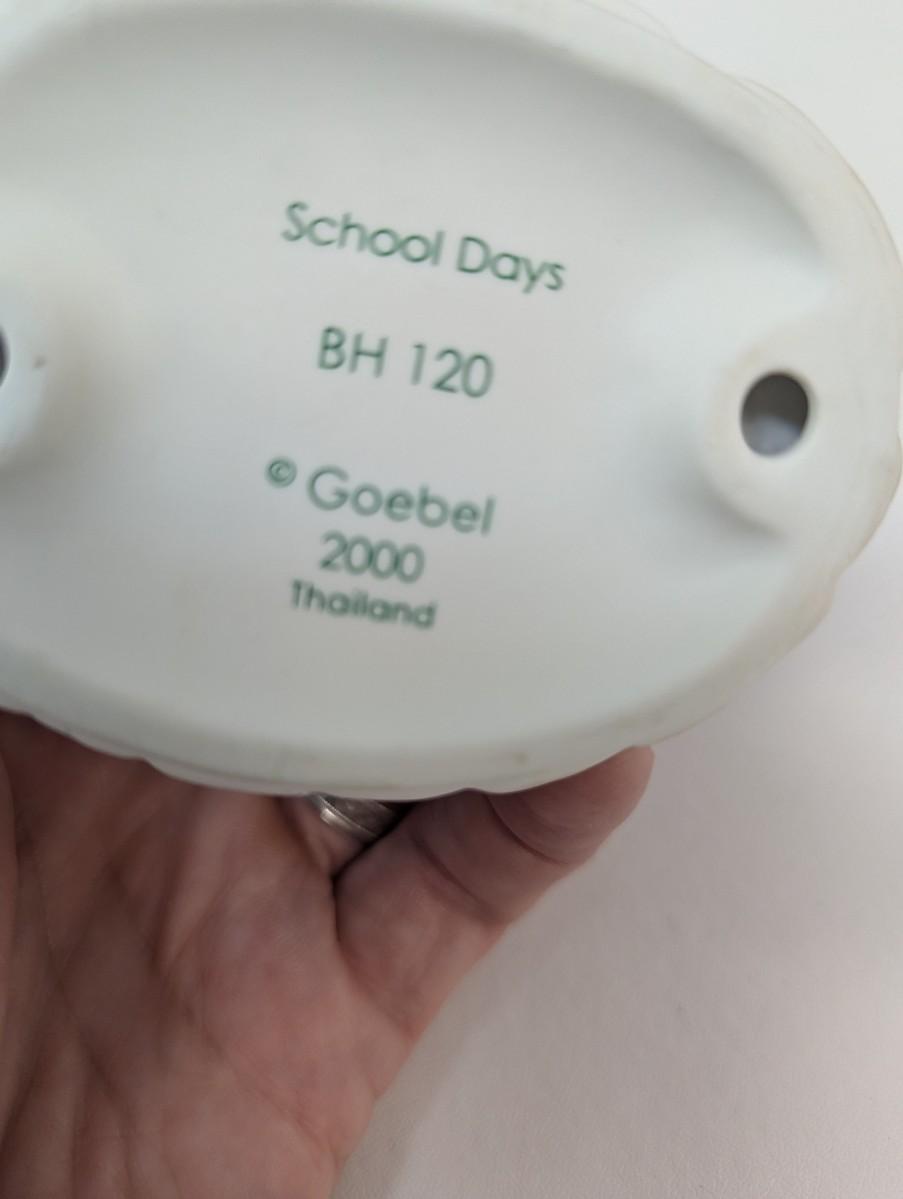 School Days
BH 120
© Goebel
2000
Thailand